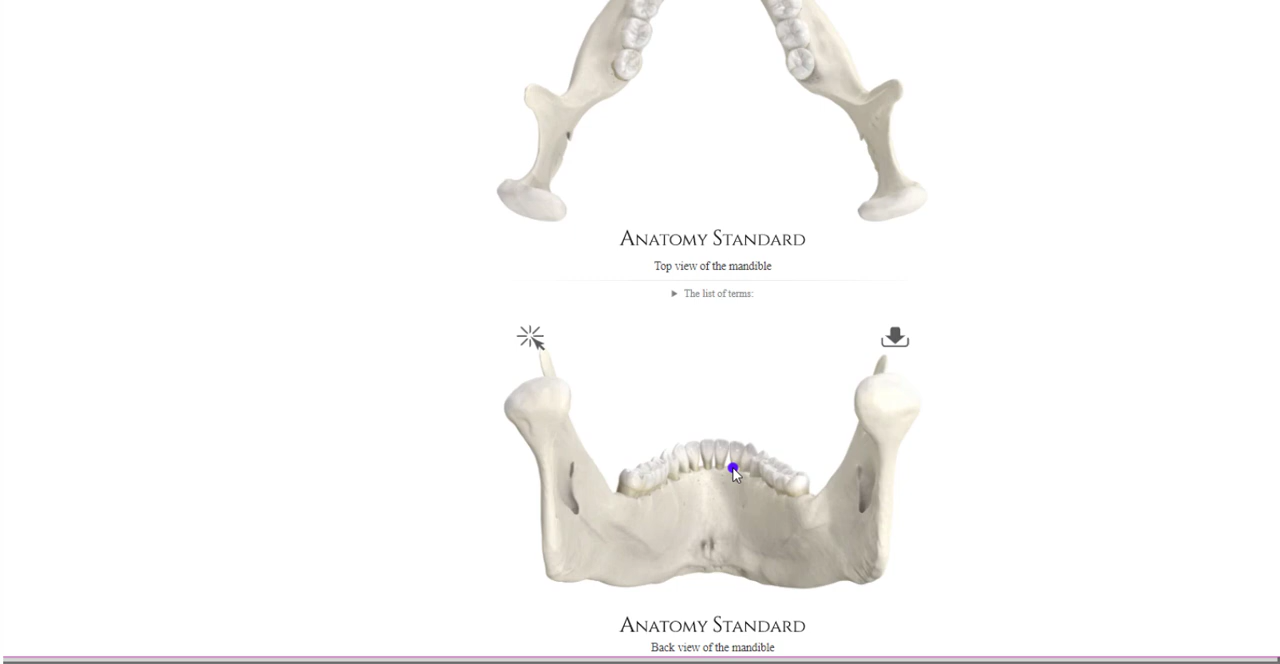 Anatomy Standard
Top view of the mandible
The list of terms:
Anatomy Standard
Back view of the mandible